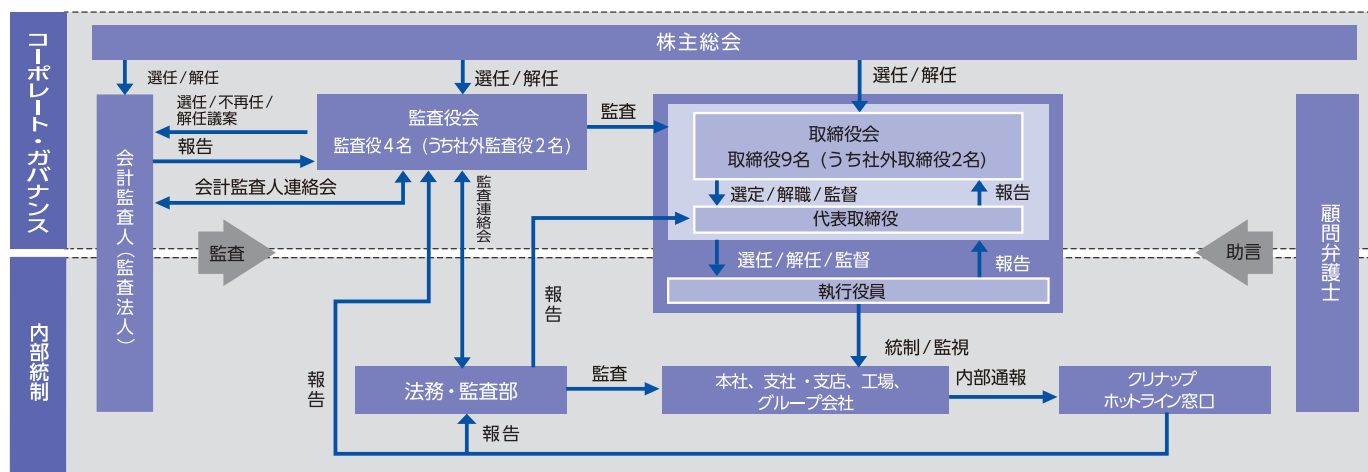 コーポレート・ガバナンス
株主総会
選任/解任
選任/解任
選任/解任
選任/不再任/
解任議案
報告
会計監査人連絡会
会計監査人(監査法人)
監査役会
監査役4名(うち社外監査役2名)
監査
取締役会
取締役9名(うち社外取締役2名)
選定/解職/監督
報告
代表取締役
監査連絡会
顧問弁護士
監査
助言
選任/解任/監督
報告
執行役員
内部統制
報告
統制/監視
報告
法務・監査部
監査
本社、支社・支店、工場、
グループ会社
内部通報
クリナップ
ホットライン窓口
報告